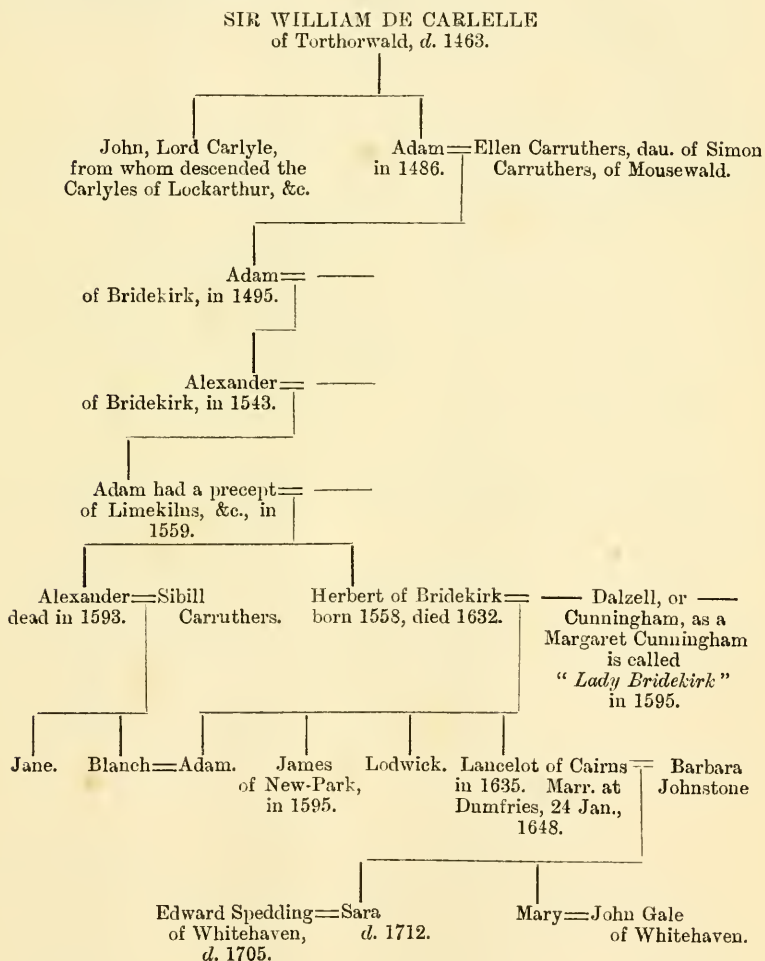 SIR WILLIAM DE CARLELLE
of Torthorwald, d. 1463.
John, Lord Carlyle,
from whom descended the
Carlyles of Lockarthur, &c.
Adam=Ellen Carruthers, dau. of Simon
in 1486. Carruthers, of Mousewald.
Adam= —
of Bridekirk, in 1495.
Alexander= —
of Bridekirk, in 1543.
Adam had a precept= —
of Limekilns, &c., in
1559.
Alexander=Sibill
dead in 1593. Carruthers.
Herbert of Bridekirk= — Dalzell, or —
born 1558, died 1632. Cunningham, as a
Margaret Cunningham
is called
"Lady Bridekirk"
in 1595.
Jane. Blanch=Adam.
James
of New-Park,
in 1595.
Lodwick.
Lancelot of Cairns= Barbara
in 1635. Marr. at Johnstone
Dumfries, 24 Jan.,
1648.
Edward Spedding=Sara
of Whitehaven, d. 1712.
d. 1705.
Mary=John Gale
of Whitehaven.